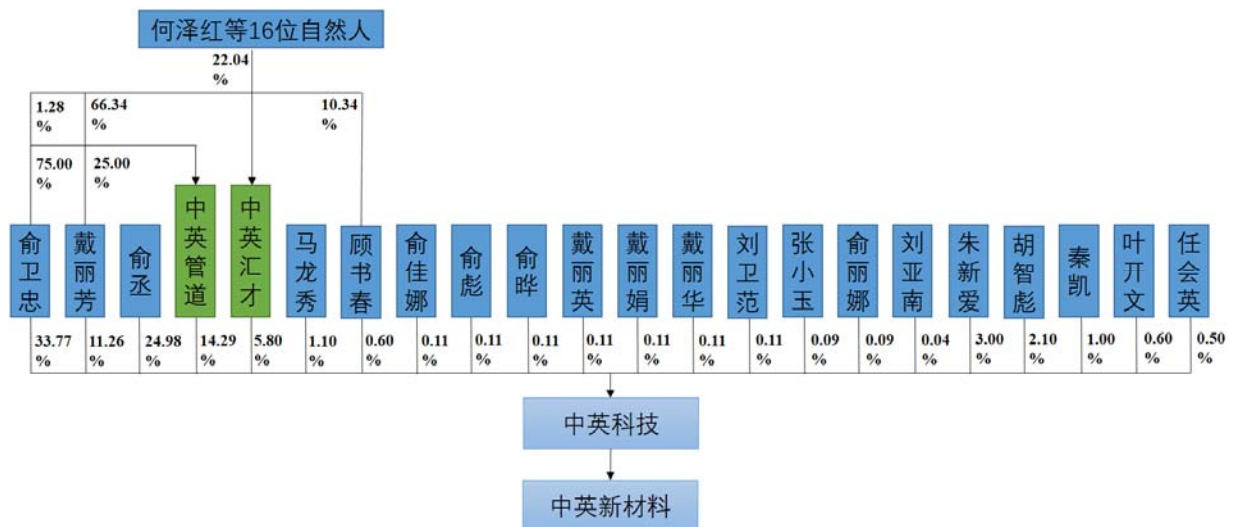 何泽红等16位自然人
22.04
%
1.28
%
66.34
%
10.34
%
75.00
%
25.00
%
俞卫忠
戴丽芳
俞丞
中英管道
中英汇才
马龙秀
顾书春
俞佳娜
俞彪
俞晔
戴丽英
戴丽娟
戴丽华
刘卫范
张小玉
俞丽娜
刘亚南
朱新爱
胡智彪
秦凯
叶丌文
任会英
33.77
%
11.26
%
24.98
%
14.29
%
5.80
%
1.10
%
0.60
%
0.11
%
0.11
%
0.11
%
0.11
%
0.11
%
0.11
%
0.11
%
0.09
%
0.09
%
0.04
%
3.00
%
2.10
%
1.00
%
0.60
%
0.50
%
中英科技
中英新材料